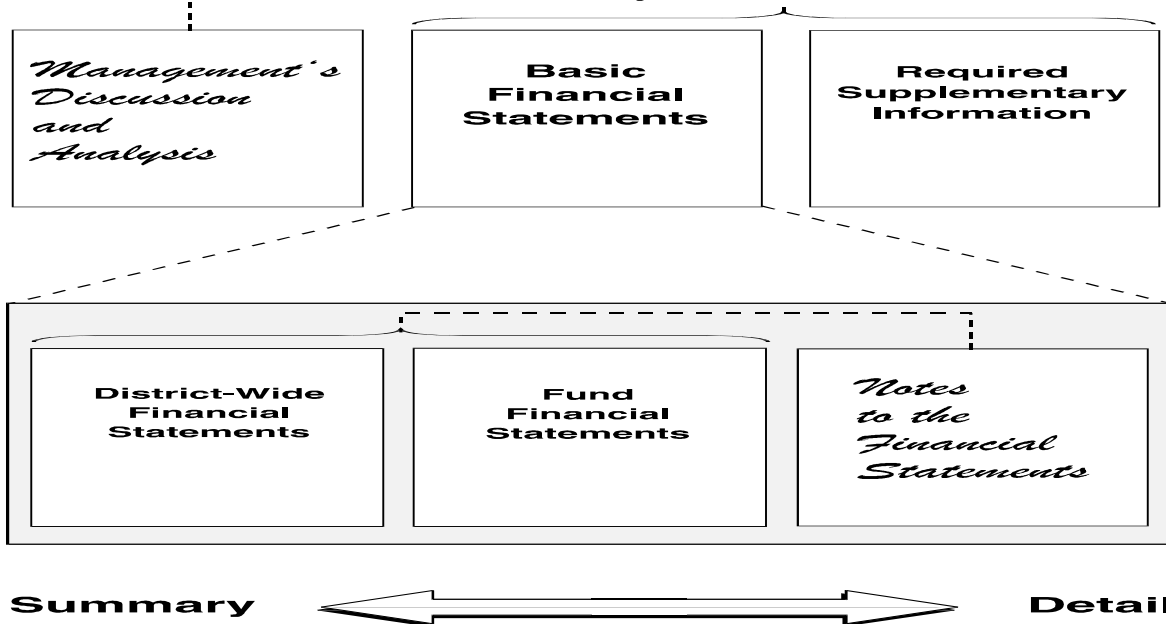 Management's
Discussion
and
Analysis
Basic
Financial
Statements
Required
Supplementary
Information
District-Wide
Financial
Statements
Fund
Financial
Statements
Notes
to the
Financial
Statements
Summary
Detail